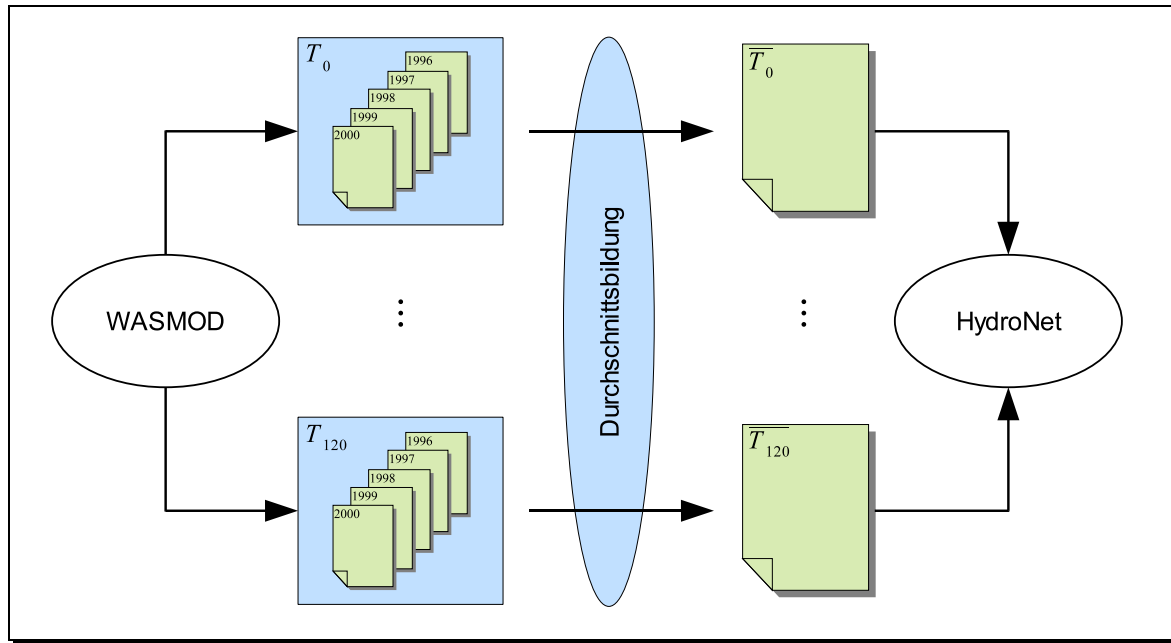 T₀
1996
1997
1998
1999
2000
T̅₀
WASMOD
⋮
Durchschnittsbildung
⋮
HydroNet
T₁₂₀
1996
1997
1998
1999
2000
T̅₁₂₀